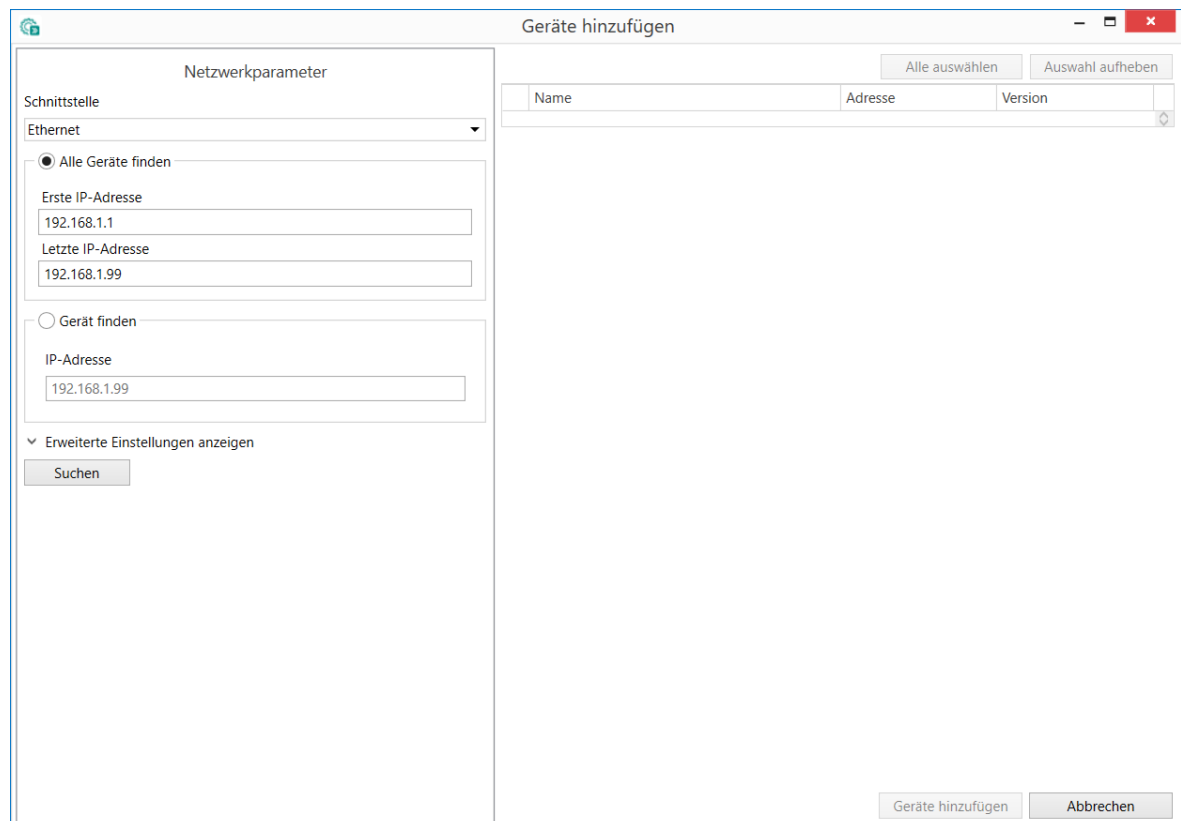 Geräte hinzufügen
Netzwerkparameter
Schnittstelle
Ethernet
Alle Geräte finden
Erste IP-Adresse
192.168.1.1
Letzte IP-Adresse
192.168.1.99
Gerät finden
IP-Adresse
192.168.1.99
Erweiterte Einstellungen anzeigen
Suchen
Alle auswählen Auswahl aufheben
Name Adresse Version
Geräte hinzufügen Abbrechen